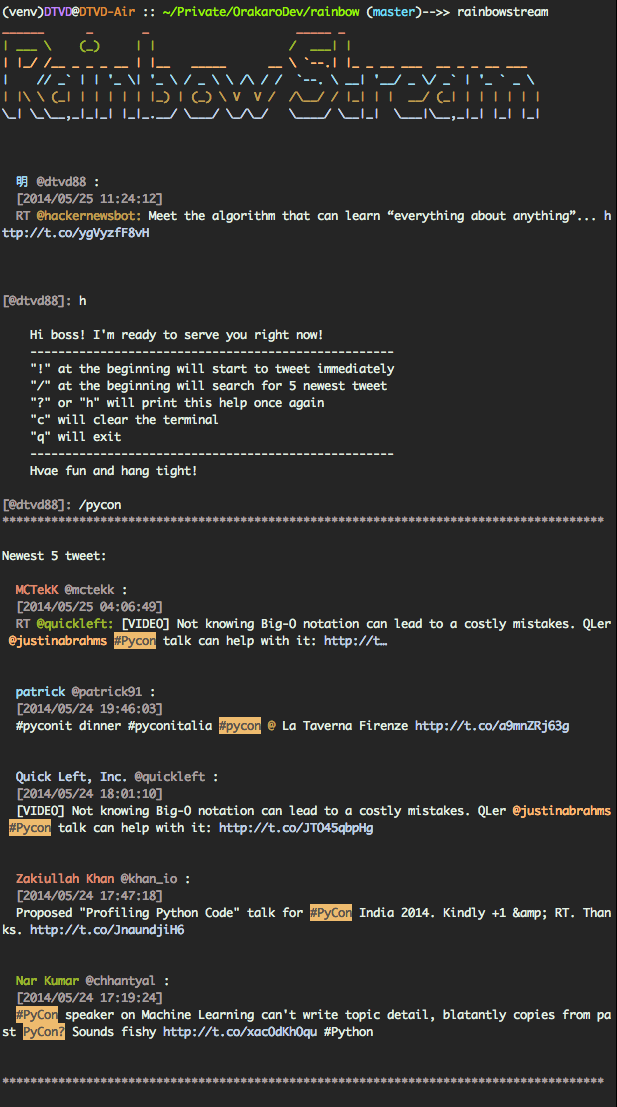 (venv)DTVD@DTVD-Air :: ~/Private/OrakaroDev/rainbow (master)-->> rainbowstream
明 @dtvd88 :
[2014/05/25 11:24:12]
RT @hackernewsbot: Meet the algorithm that can learn “everything about anything”... h
ttp://t.co/ygVyzfF8vH
[@dtvd88]: h
Hi boss! I'm ready to serve you right now!
----------------------------------------------------
"!" at the beginning will start to tweet immediately
"/" at the beginning will search for 5 newest tweet
"?" or "h" will print this help once again
"c" will clear the terminal
"q" will exit
----------------------------------------------------
Hvae fun and hang tight!
[@dtvd88]: /pycon
**************************************************************************************
Newest 5 tweet:
MCTekK @mctekk :
[2014/05/25 04:06:49]
RT @quickleft: [VIDEO] Not knowing Big-O notation can lead to a costly mistakes. QLer
@justinabrahms #Pycon talk can help with it: http://t…
patrick @patrick91 :
[2014/05/24 19:46:03]
#pyconit dinner #pyconitalia #pycon @ La Taverna Firenze http://t.co/a9mnZRj63g
Quick Left, Inc. @quickleft :
[2014/05/24 18:01:10]
[VIDEO] Not knowing Big-O notation can lead to a costly mistakes. QLer @justinabrahms
#Pycon talk can help with it: http://t.co/JTO45qbpHg
Zakiullah Khan @khan_io :
[2014/05/24 17:47:18]
Proposed "Profiling Python Code" talk for #PyCon India 2014. Kindly +1 &amp; RT. Than
ks. http://t.co/JnaundjiH6
Nar Kumar @chhantyal :
[2014/05/24 17:19:24]
#PyCon speaker on Machine Learning can't write topic detail, blatantly copies from pa
st PyCon? Sounds fishy http://t.co/xacOdKhOqu #Python
**************************************************************************************